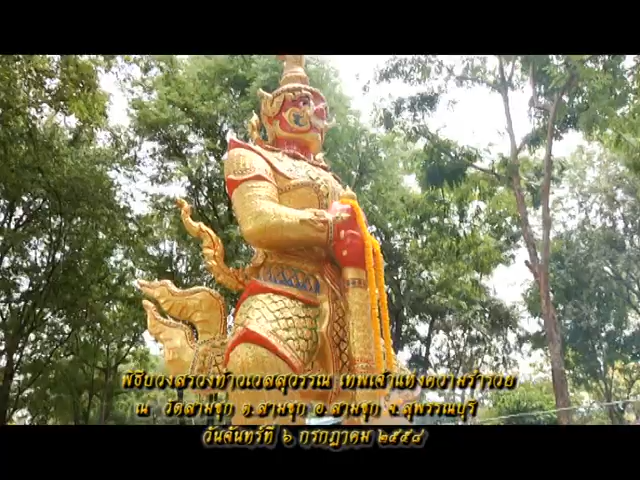 พิธีบวงสรวงท้าวเวสสุวรรณ เทพเจ้าแห่งความร่ำรวย
ณ วัดสามชุก ต.สามชุก อ.สามชุก จ.สุพรรณบุรี
วันจันทร์ที่ ๖ กรกฎาคม ๒๕๕๘